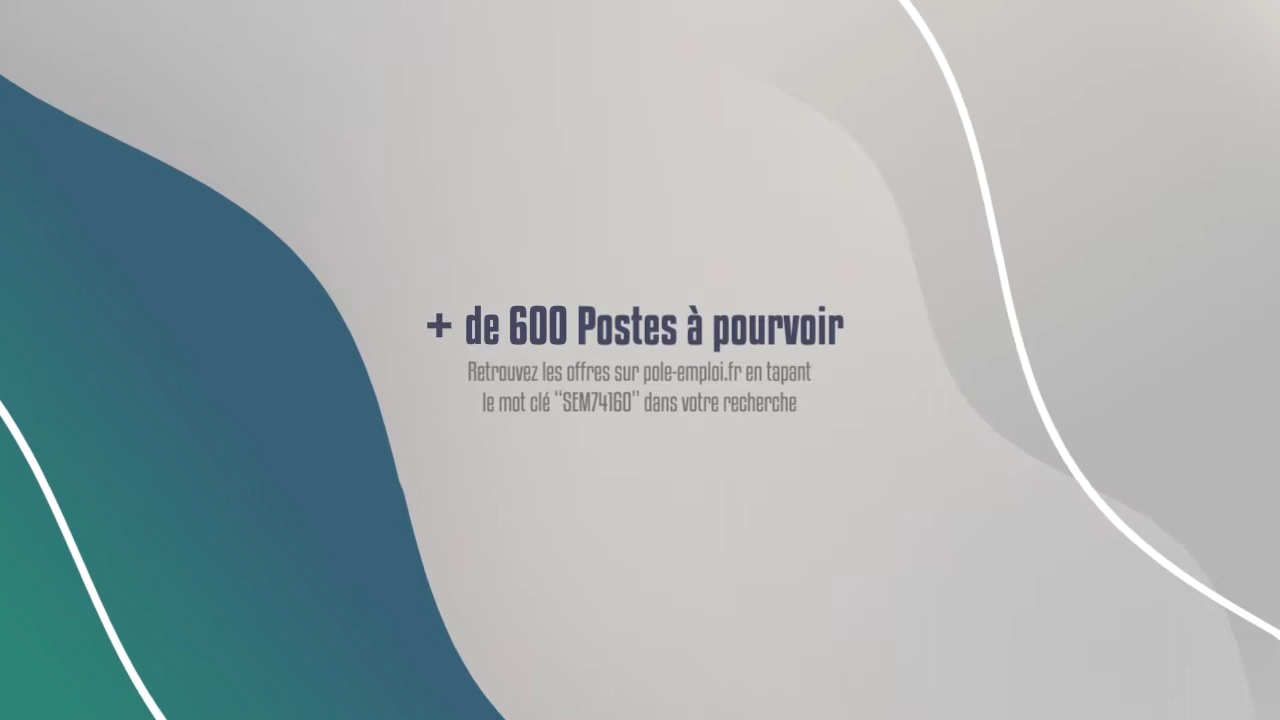 + de 600 Postes à pourvoir
Retrouvez les offres sur pole-emploi.fr en tapant
le mot clé "SEM74160" dans votre recherche